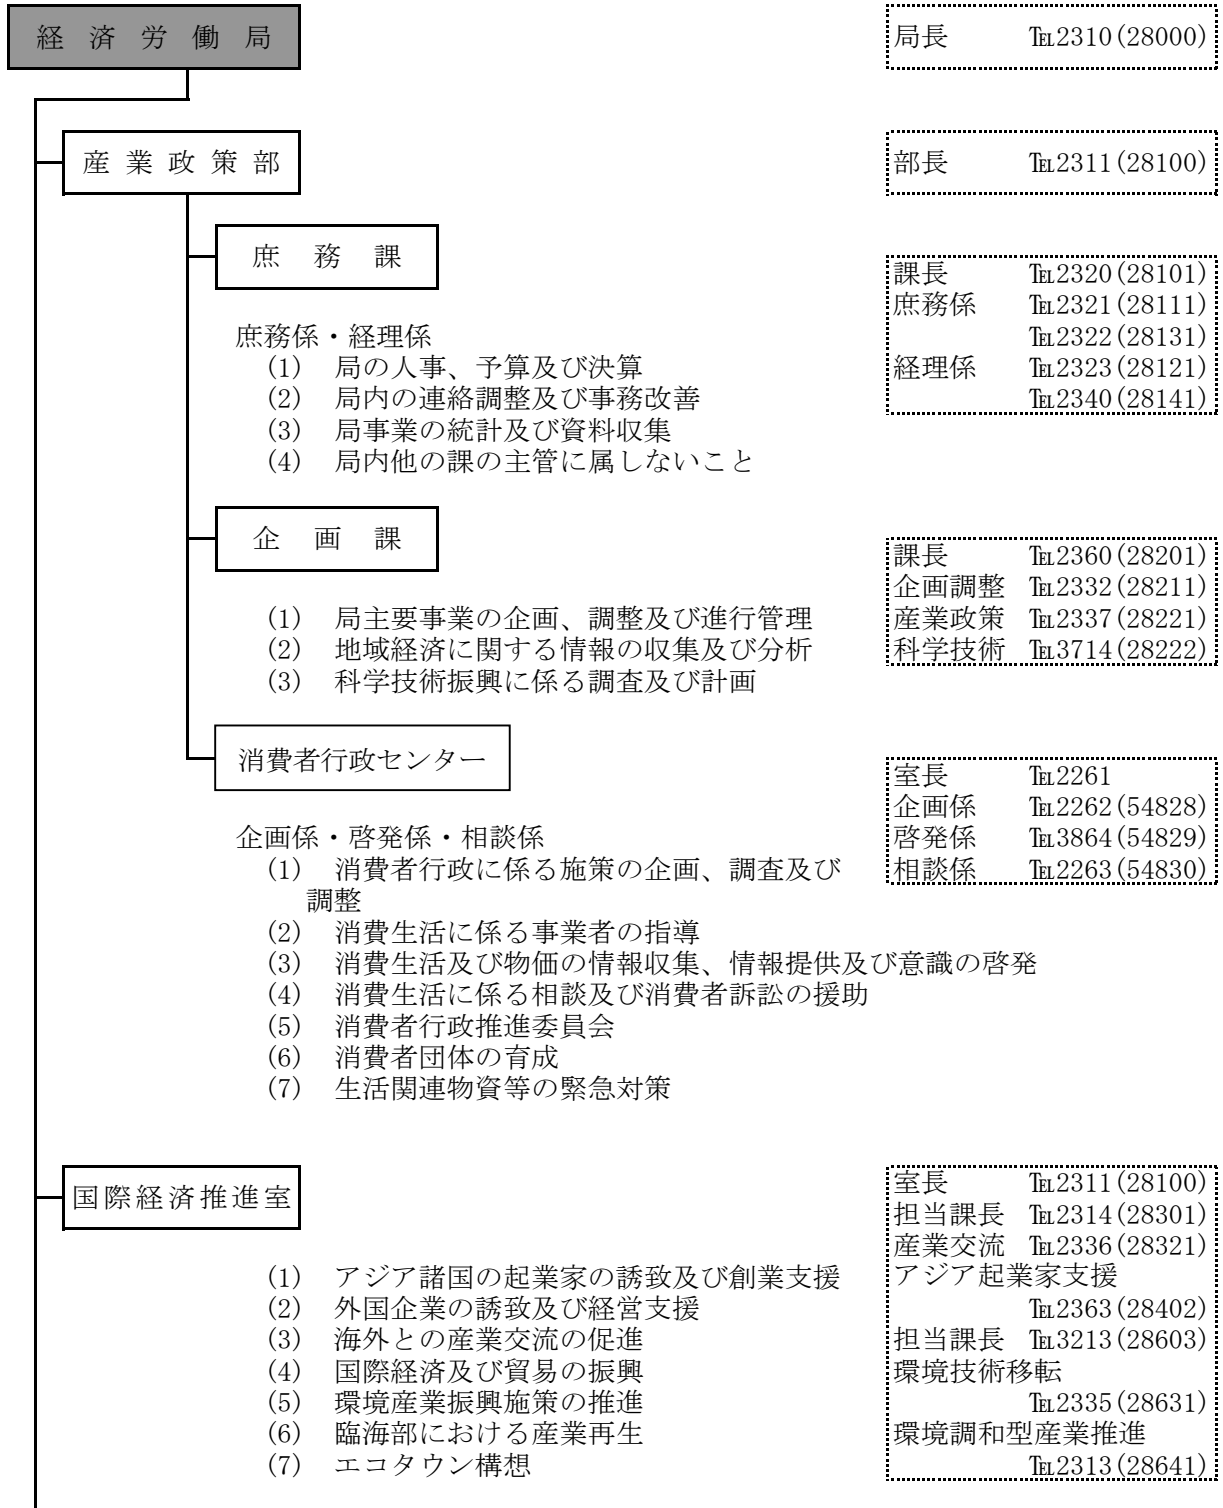 経済労働局
局長 ℡2310(28000)
産業政策部
部長 ℡2311(28100)
庶務課
課長 ℡2320(28101)
庶務係 ℡2321(28111)
℡2322(28131)
経理係 ℡2323(28121)
℡2340(28141)
庶務係・経理係
(1) 局の人事、予算及び決算
(2) 局内の連絡調整及び事務改善
(3) 局事業の統計及び資料収集
(4) 局内他の課の主管に属しないこと
企画課
課長 ℡2360(28201)
企画調整 ℡2332(28211)
産業政策 ℡2337(28221)
科学技術 ℡3714(28222)
(1) 局主要事業の企画、調整及び進行管理
(2) 地域経済に関する情報の収集及び分析
(3) 科学技術振興に係る調査及び計画
消費者行政センター
室長 ℡2261
企画係 ℡2262(54828)
啓発係 ℡3864(54829)
相談係 ℡2263(54830)
企画係・啓発係・相談係
(1) 消費者行政に係る施策の企画、調査及び
調整
(2) 消費生活に係る事業者の指導
(3) 消費生活及び物価の情報収集、情報提供及び意識の啓発
(4) 消費生活に係る相談及び消費者訴訟の援助
(5) 消費者行政推進委員会
(6) 消費者団体の育成
(7) 生活関連物資等の緊急対策
国際経済推進室
室長 ℡2311(28100)
担当課長 ℡2314(28301)
産業交流 ℡2336(28321)
アジア起業家支援
℡2363(28402)
担当課長 ℡3213(28603)
環境技術移転
℡2335(28631)
環境調和型産業推進
℡2313(28641)
(1) アジア諸国の起業家の誘致及び創業支援
(2) 外国企業の誘致及び経営支援
(3) 海外との産業交流の促進
(4) 国際経済及び貿易の振興
(5) 環境産業振興施策の推進
(6) 臨海部における産業再生
(7) エコタウン構想